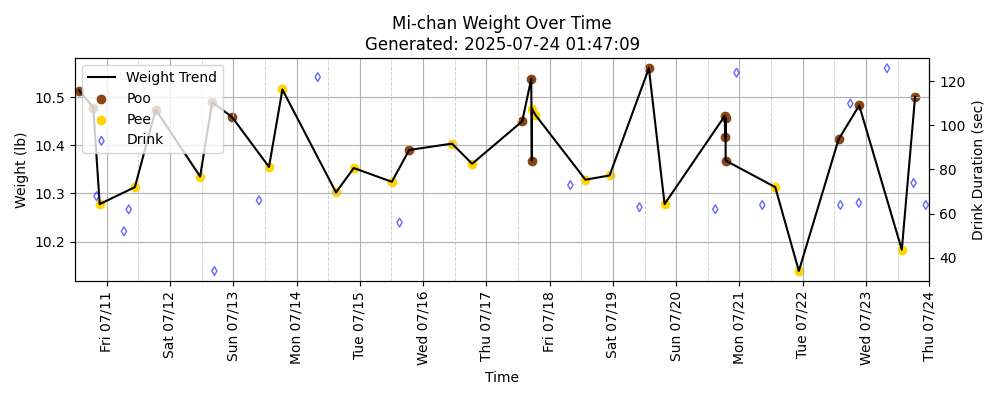 Mi-chan Weight Over Time
Generated: 2025-07-24 01:47:09
Weight Trend
Poo
Pee
Drink
Weight (lb)
10.5
10.4
10.3
10.2
Drink Duration (sec)
120
100
80
60
40
Fri 07/11
Sat 07/12
Sun 07/13
Mon 07/14
Tue 07/15
Wed 07/16
Thu 07/17
Fri 07/18
Sat 07/19
Sun 07/20
Mon 07/21
Tue 07/22
Wed 07/23
Thu 07/24
Time